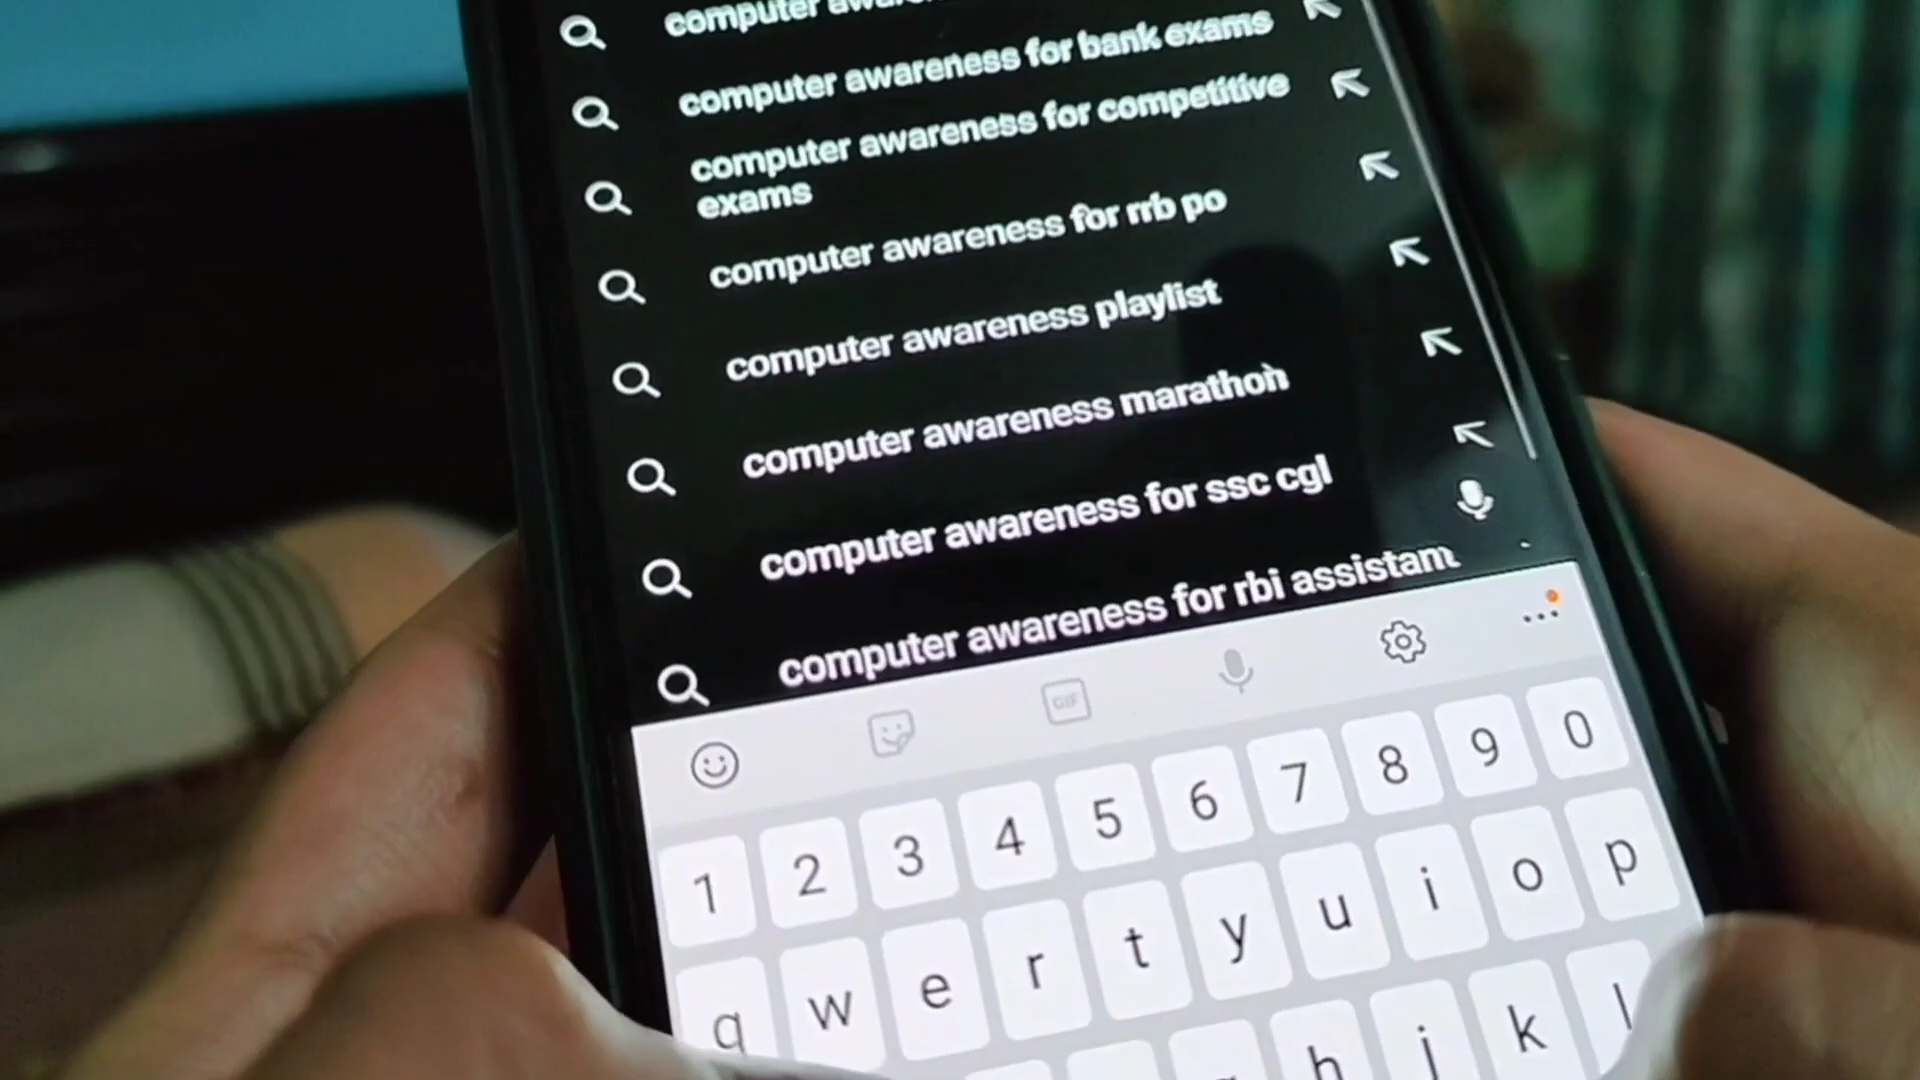 computer
computer awareness for bank exams
computer awareness for competitive
exams
computer awareness for rrb po
computer awareness playlist
computer awareness marathon
computer awareness for ssc cgl
computer awareness for rbi assistant
GIF
1 2 3 4 5 6 7 8 9 0
q w e r t y u i o p
h j k l